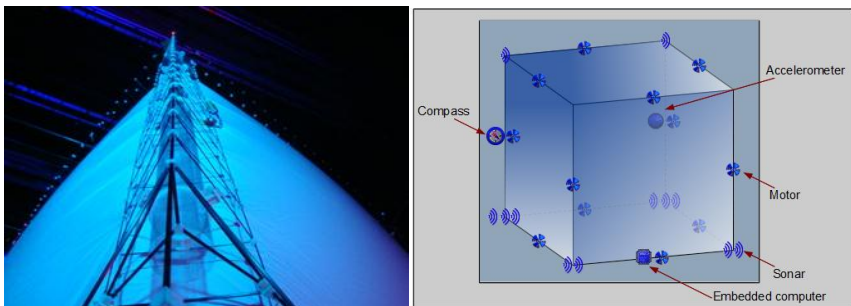 Accelerometer
Compass
Motor
Sonar
Embedded computer